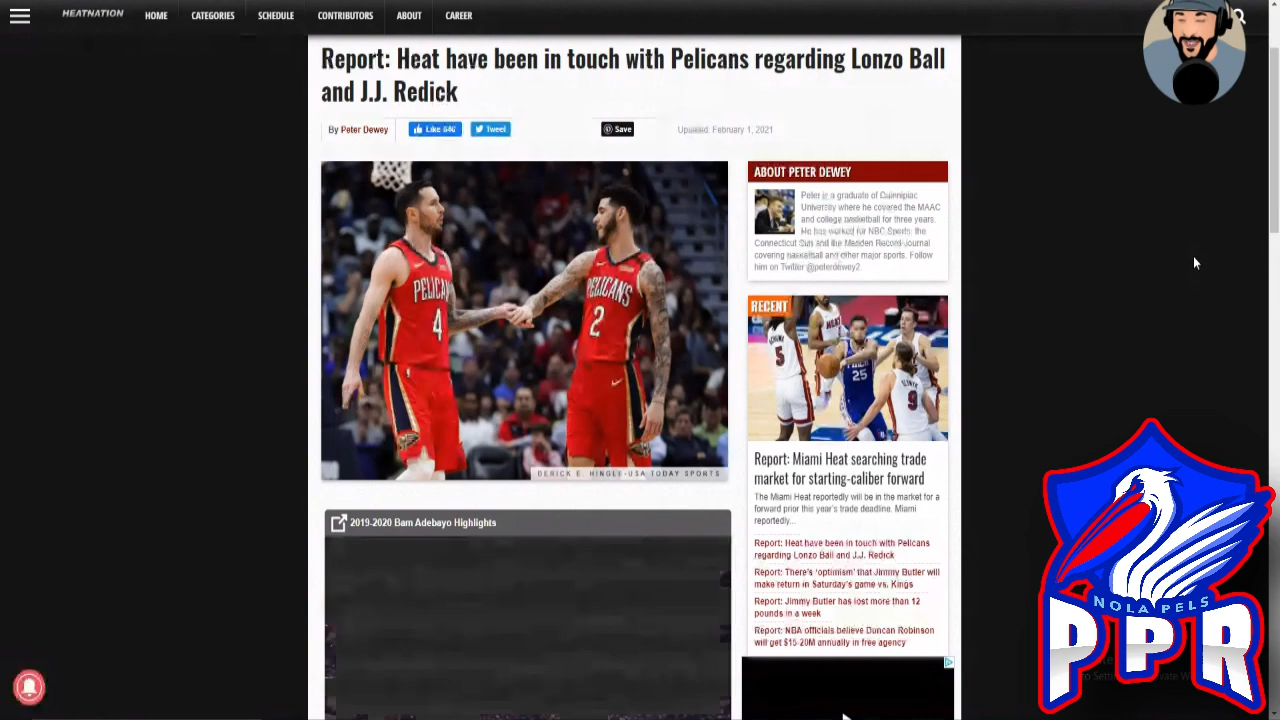 HEATNATION
HOME
CATEGORIES
SCHEDULE
CONTRIBUTORS
ABOUT
CAREER
Report: Heat have been in touch with Pelicans regarding Lonzo Ball
and J.J. Redick
By Peter Dewey
Like
Tweet
Save
Updated: February 1, 2021
PELICANS
4
PELICANS
2
DERICK E. HINGLE-USA TODAY SPORTS
2019-2020 Bam Adebayo Highlights
ABOUT PETER DEWEY
Peter is a graduate of Quinnipiac
University where he covered the MAAC
and college basketball for three years.
He has worked for NBC Sports, the
Connecticut Sun and the Meriden Record-Journal
covering basketball and other major sports. Follow
him on Twitter @peterdewey2.
RECENT
5
25
9
Report: Miami Heat searching trade
market for starting-caliber forward
The Miami Heat reportedly will be in the market for a
forward prior this year's trade deadline. Miami
reportedly...
Report: Heat have been in touch with Pelicans
regarding Lonzo Ball and J.J. Redick
Report: There's 'optimism' that Jimmy Butler will
make return in Saturday's game vs. Kings
Report: Jimmy Butler has lost more than 12
pounds in a week
Report: NBA officials believe Duncan Robinson
will get $15-20M annually in free agency
NOLA PELS
PPR